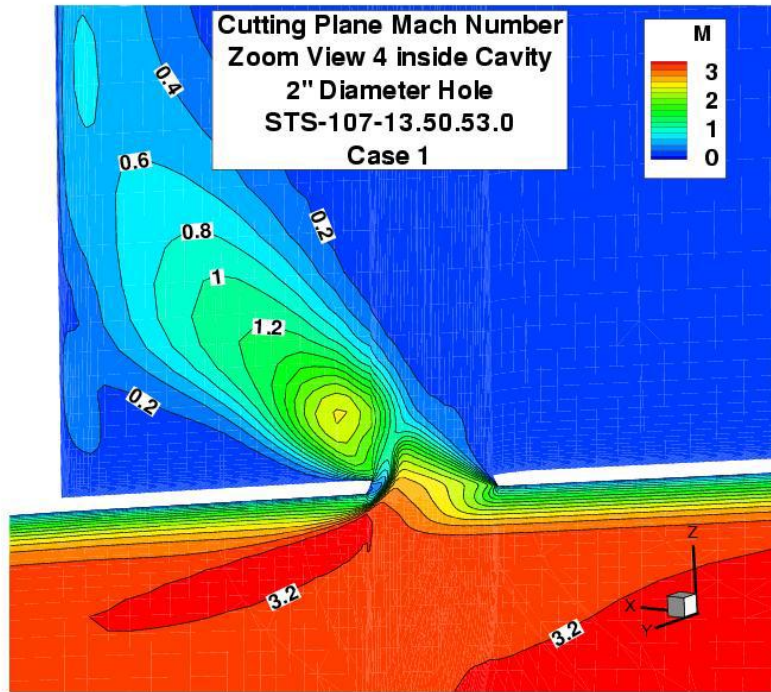 Cutting Plane Mach Number
Zoom View 4 inside Cavity
2" Diameter Hole
STS-107-13.50.53.0
Case 1
M
3
2
1
0
0.4
0.6
0.2
0.8
1
1.2
0.2
Z
X
Y
3.2
3.2